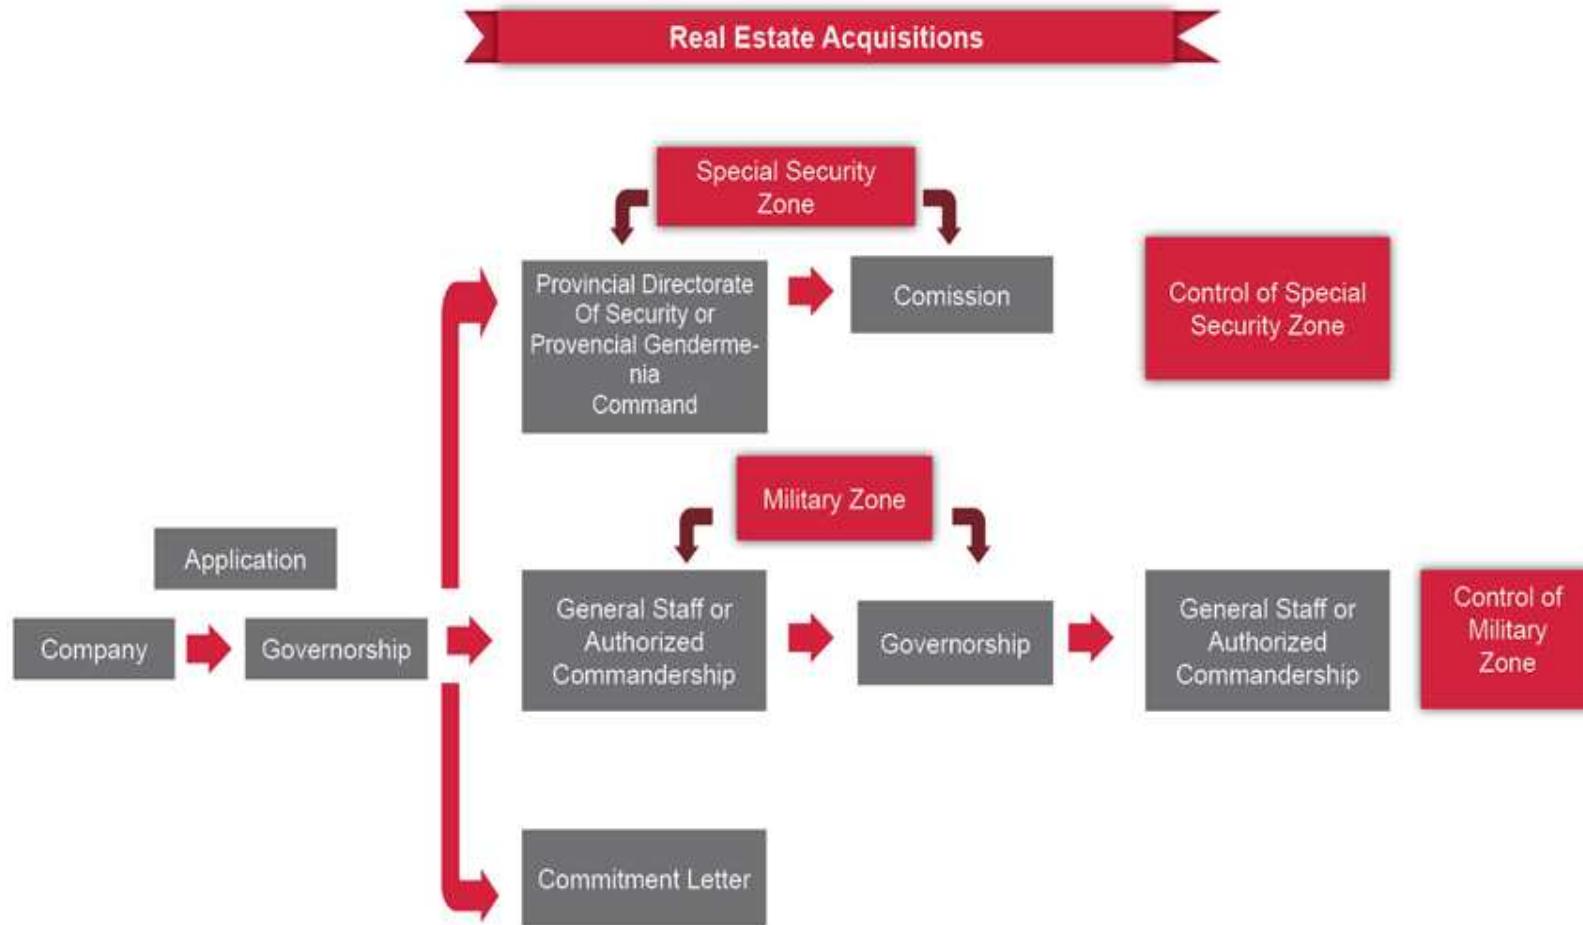 Real Estate Acquisitions
Special Security
Zone
Provincial Directorate
Of Security or
Provencial Genderme-
nia
Command
Comission
Control of Special
Security Zone
Military Zone
Application
Company
Governorship
General Staff or
Authorized
Commandership
Governorship
General Staff or
Authorized
Commandership
Control of
Military
Zone
Commitment Letter